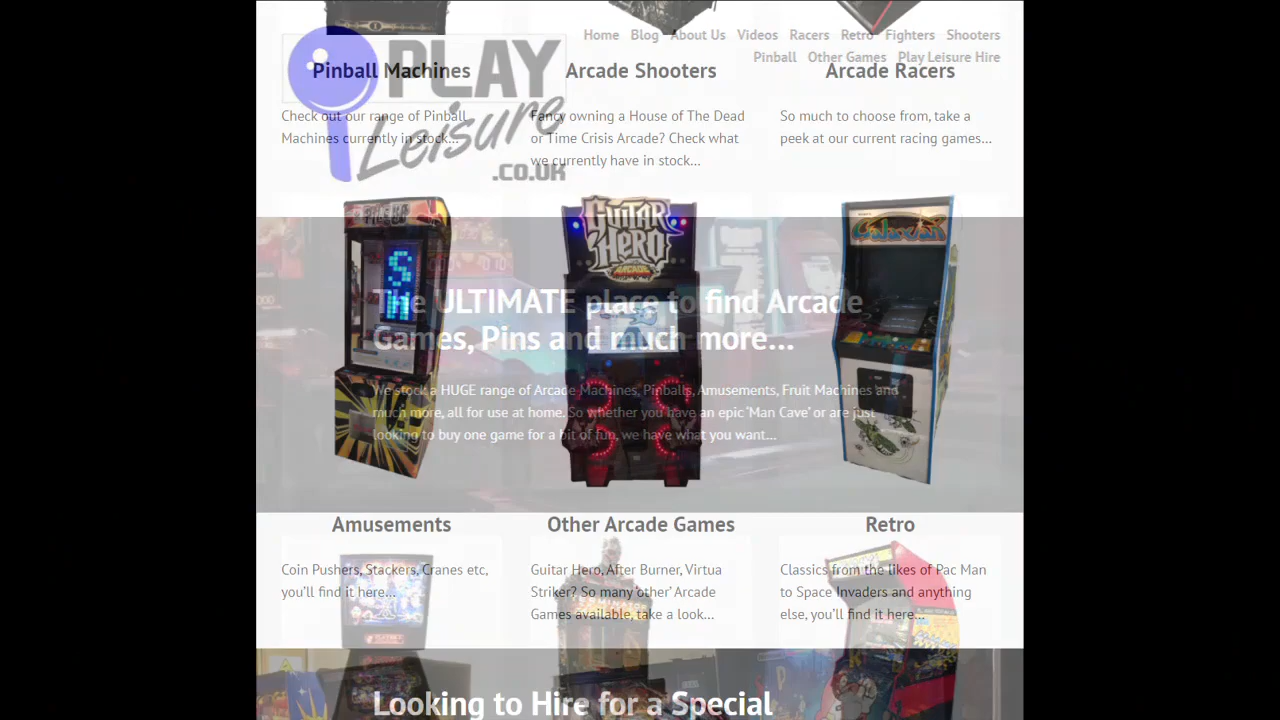 Home Blog About Us Videos Racers Retro Fighters Shooters
Pinball Other Games Play Leisure Hire
PLAY
Leisure
.CO.UK
Pinball Machines
Check out our range of Pinball
Machines currently in stock...
Arcade Shooters
Fancy owning a House of The Dead
or Time Crisis Arcade? Check what
we currently have in stock...
Arcade Racers
So much to choose from, take a
peek at our current racing games...
GUITAR
HERO
ARCADE
Galaxian
The ULTIMATE place to find Arcade
Games, Pins and much more...
We stock a HUGE range of Arcade Machines, Pinballs, Amusements, Fruit Machines and
much more, all for use at home. So whether you have an epic 'Man Cave' or are just
looking to buy one game for a bit of fun, we have what you want...
Amusements
Coin Pushers, Stackers, Cranes etc,
you'll find it here...
Other Arcade Games
Guitar Hero, After Burner, Virtua
Striker? So many 'other' Arcade
Games available, take a look...
Retro
Classics from the likes of Pac Man
to Space Invaders and anything
else, you'll find it here...
Looking to Hire for a Special